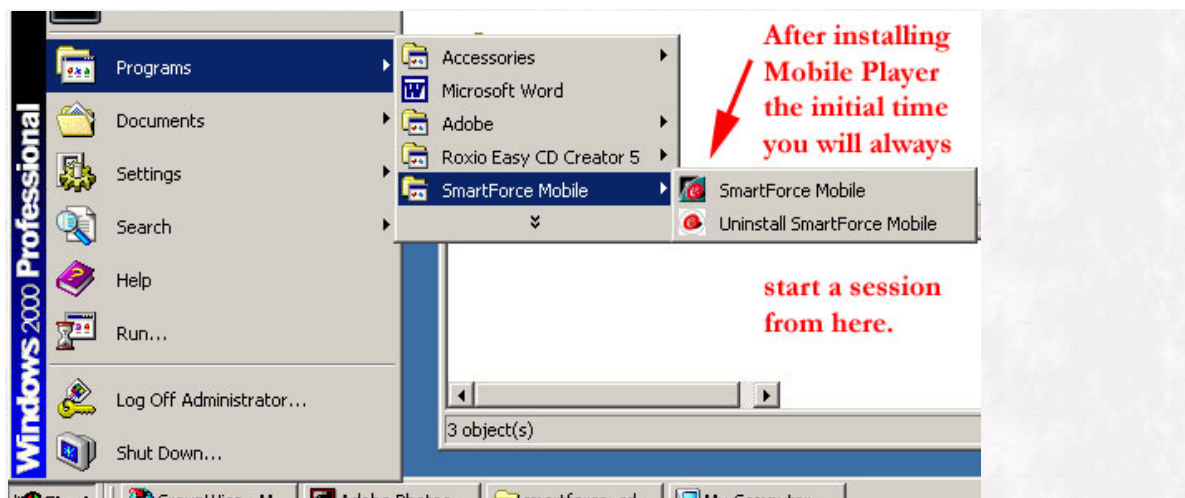 Windows 2000 Professional
Programs
Documents
Settings
Search
Help
Run...
Log Off Administrator...
Shut Down...
Accessories
Microsoft Word
Adobe
Roxio Easy CD Creator 5
SmartForce Mobile
SmartForce Mobile
Uninstall SmartForce Mobile
After installing
Mobile Player
the initial time
you will always
start a session
from here.
3 object(s)